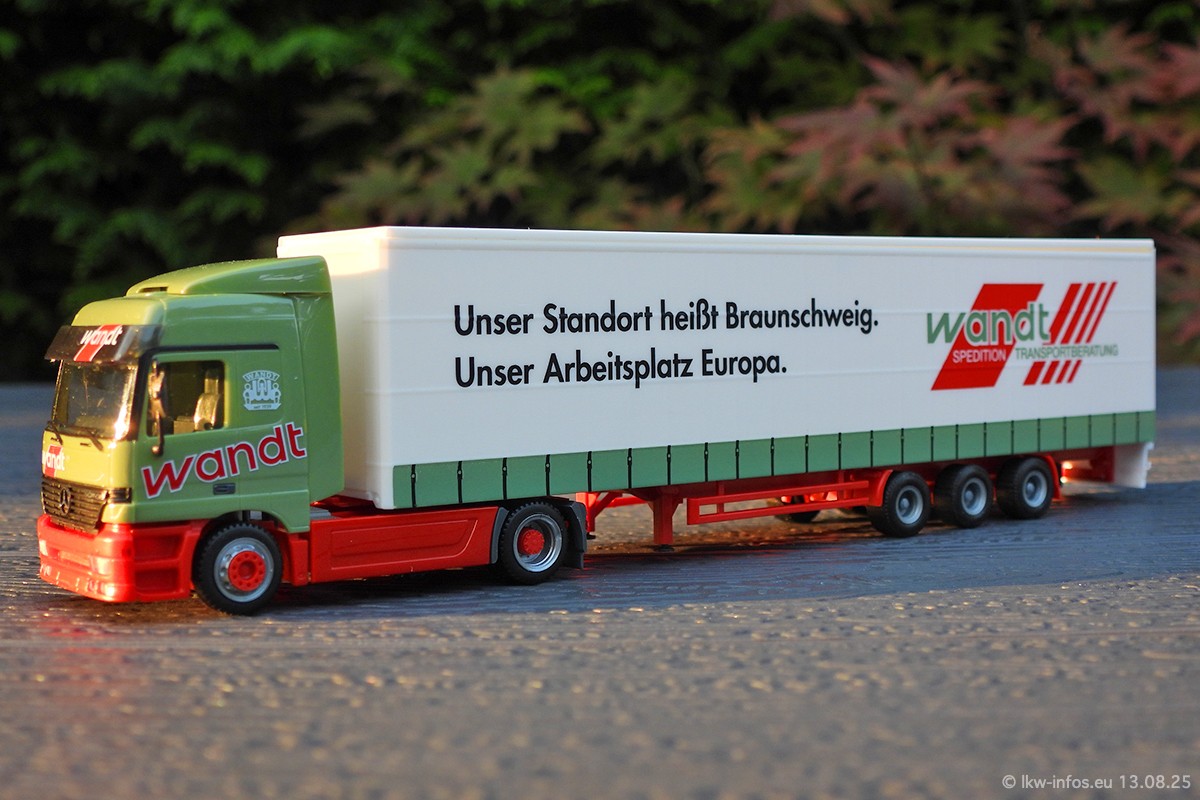 wandt
WANDT
wandt
wandt
Unser Standort heißt Braunschweig.
Unser Arbeitsplatz Europa.
wandt
SPEDITION TRANSPORTBERATUNG
© lkw-infos.eu 13.08.25